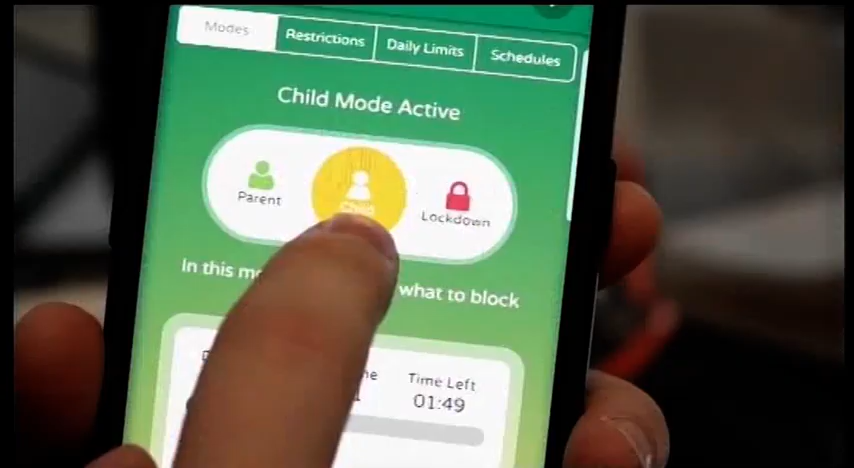 Modes Restrictions Daily Limits Schedules
Child Mode Active
Parent Child Lockdown
In this what to block
Time Left
01:49